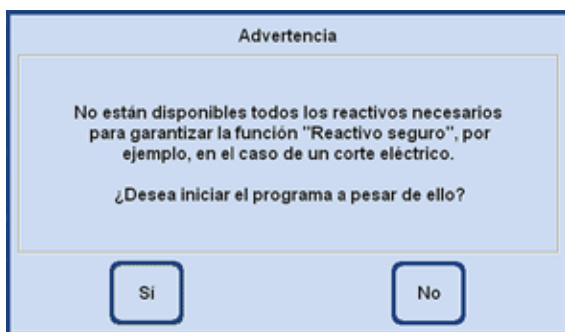 Advertencia
No están disponibles todos los reactivos necesarios
para garantizar la función "Reactivo seguro", por
ejemplo, en el caso de un corte eléctrico.
¿Desea iniciar el programa a pesar de ello?
Sí
No